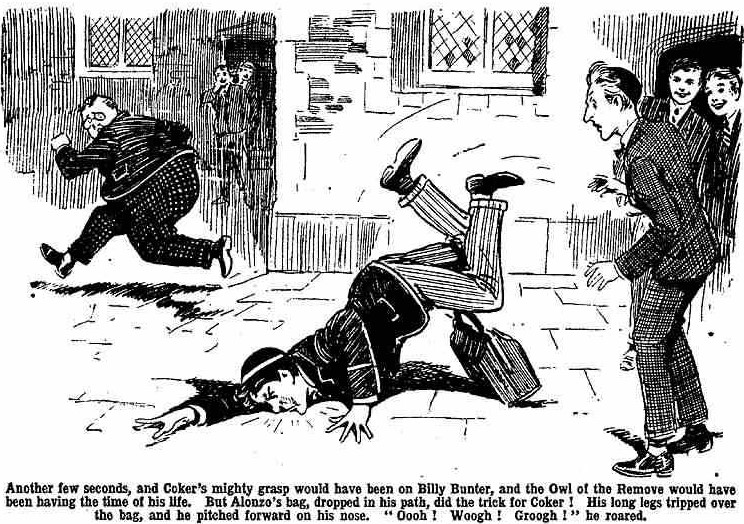 Another few seconds, and Coker's mighty grasp would have been on Billy Bunter, and the Owl of the Remove would have
been having the time of his life. But Alonzo's bag, dropped in his path, did the trick for Coker ! His long legs tripped over
the bag, and he pitched forward on his nose. " Oooh ! Woogh ! Groogh ! " he roared.